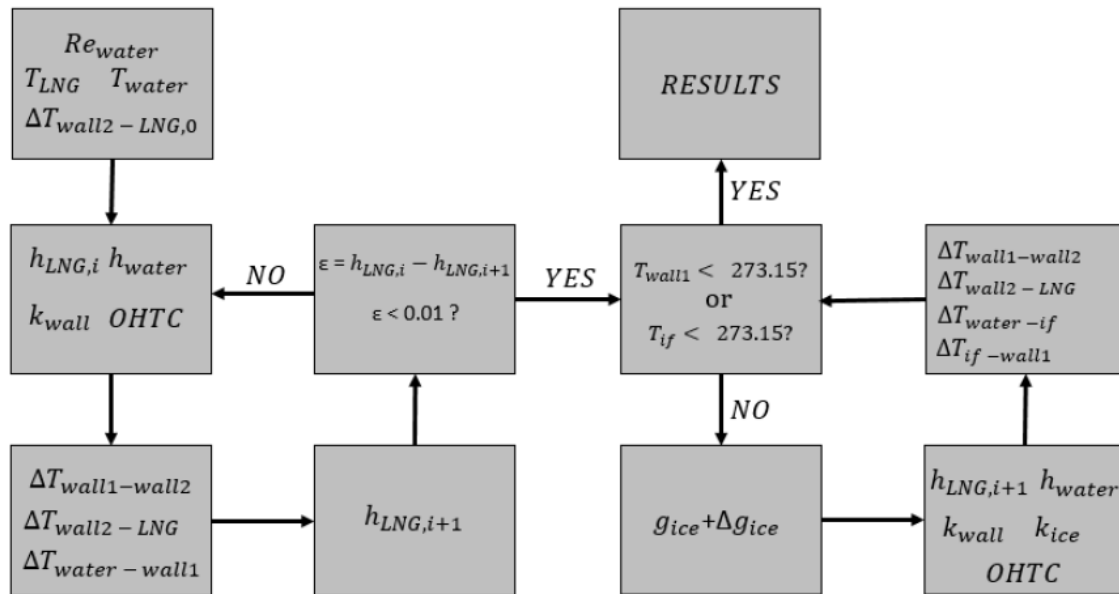 Re_water
T_LNG T_water
ΔT_wall2−LNG,0
h_LNG,i h_water
k_wall OHTC
ΔT_wall1−wall2
ΔT_wall2−LNG
ΔT_water−wall1
h_LNG,i+1
ε = h_LNG,i − h_LNG,i+1
ε < 0.01 ?
NO
YES
T_wall1 < 273.15?
or
T_if < 273.15?
YES
RESULTS
NO
g_ice+Δg_ice
h_LNG,i+1 h_water
k_wall k_ice
OHTC
ΔT_wall1−wall2
ΔT_wall2−LNG
ΔT_water−if
ΔT_if−wall1